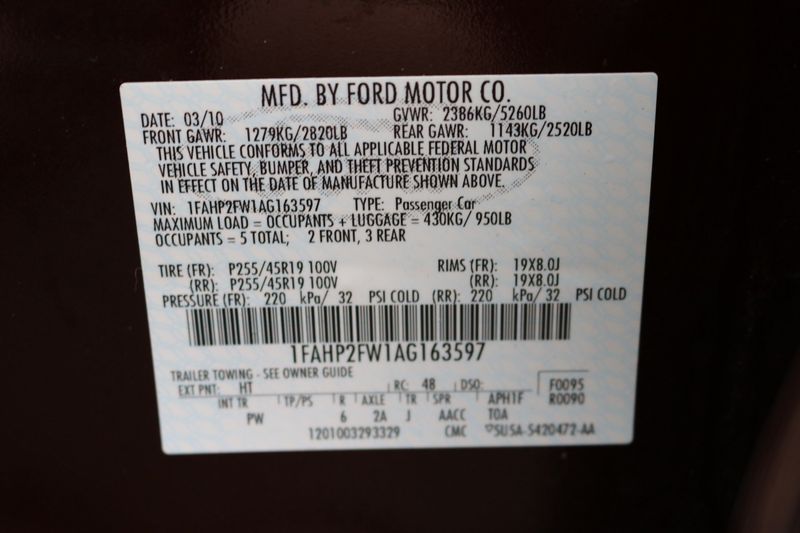 MFD. BY FORD MOTOR CO.
DATE: 03/10 GVWR: 2386KG/5260LB
FRONT GAWR: 1279KG/2820LB REAR GAWR: 1143KG/2520LB
THIS VEHICLE CONFORMS TO ALL APPLICABLE FEDERAL MOTOR
VEHICLE SAFETY, BUMPER, AND THEFT PREVENTION STANDARDS
IN EFFECT ON THE DATE OF MANUFACTURE SHOWN ABOVE.
VIN: 1FAHP2FW1AG163597 TYPE: Passenger Car
MAXIMUM LOAD = OCCUPANTS + LUGGAGE = 430KG/ 950LB
OCCUPANTS = 5 TOTAL; 2 FRONT, 3 REAR
TIRE (FR): P255/45R19 100V RIMS (FR): 19X8.0J
(RR): P255/45R19 100V (RR): 19X8.0J
PRESSURE (FR): 220 kPa/ 32 PSI COLD (RR): 220 kPa/ 32 PSI COLD
1FAHP2FW1AG163597
TRAILER TOWING - SEE OWNER GUIDE
EXT PNT: HT RC: 48 DSO: F0095
INT TR TP/PS R AXLE TR SPR APH1F R0090
PW 6 2A J AACC TOA
1201003293329 CMC ▽SU5A-5420472-AA